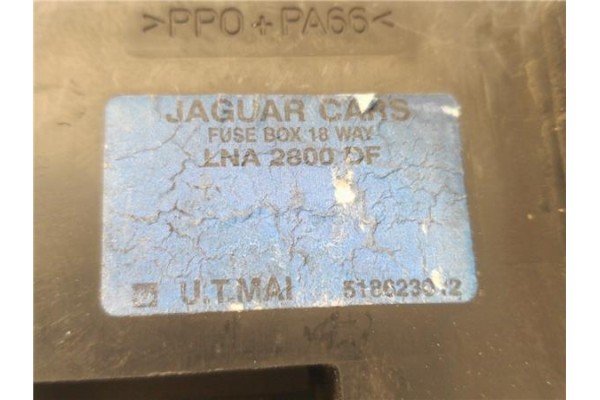 >PPO+PA66<
JAGUAR CARS
FUSE BOX 18 WAY
LNA 2800 DF
U.T.MAI